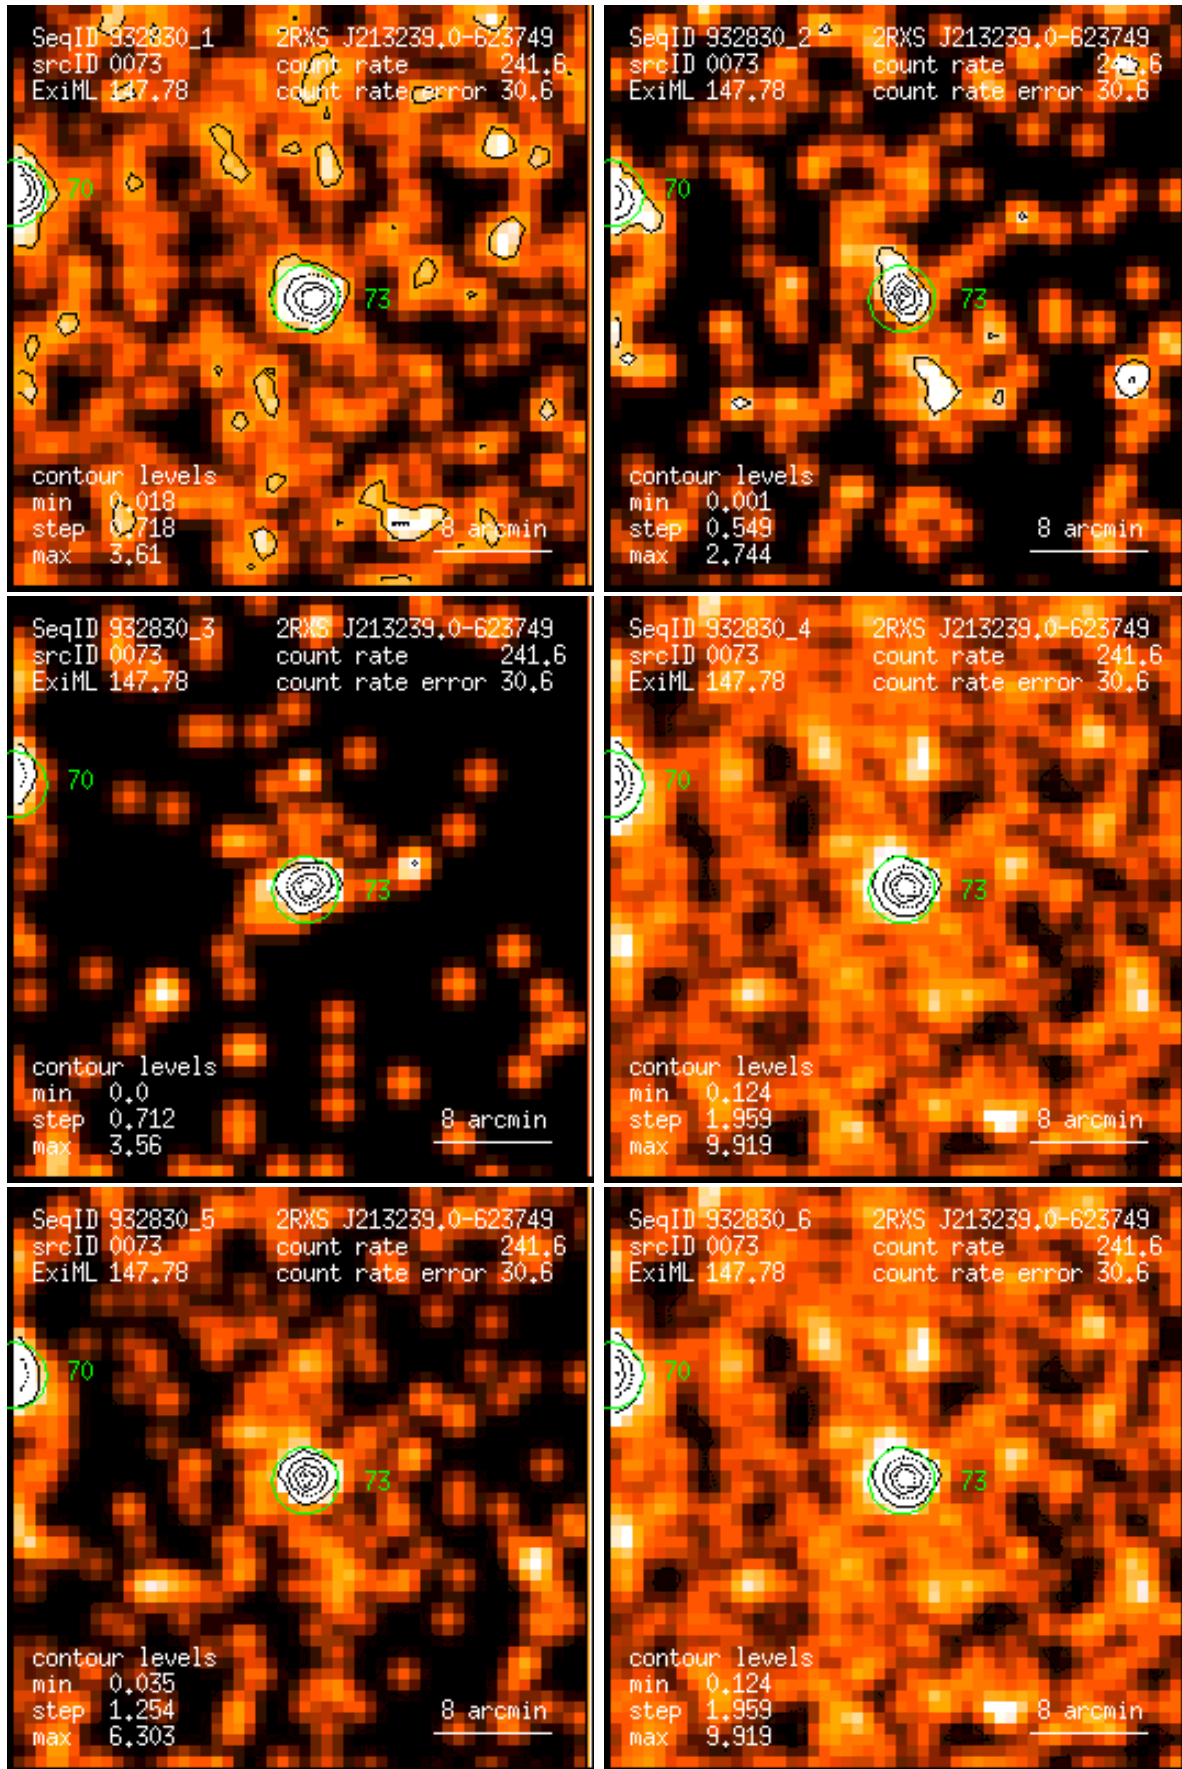 SeqID 932830_1 2RXS J213239.0-623749
srcID 0073 count rate 241.6
ExiML 147.78 count rate error 30.6
70
73
contour levels
min 0.018
step 0.718
max 3.61
8 arcmin
SeqID 932830_2 2RXS J213239.0-623749
srcID 0073 count rate 241.6
ExiML 147.78 count rate error 30.6
70
73
contour levels
min 0.001
step 0.549
max 2.744
8 arcmin
SeqID 932830_3 2RXS J213239.0-623749
srcID 0073 count rate 241.6
ExiML 147.78 count rate error 30.6
70
73
contour levels
min 0.0
step 0.712
max 3.56
8 arcmin
SeqID 932830_4 2RXS J213239.0-623749
srcID 0073 count rate 241.6
ExiML 147.78 count rate error 30.6
70
73
contour levels
min 0.124
step 1.959
max 9.919
8 arcmin
SeqID 932830_5 2RXS J213239.0-623749
srcID 0073 count rate 241.6
ExiML 147.78 count rate error 30.6
70
73
contour levels
min 0.035
step 1.254
max 6.303
8 arcmin
SeqID 932830_6 2RXS J213239.0-623749
srcID 0073 count rate 241.6
ExiML 147.78 count rate error 30.6
70
73
contour levels
min 0.124
step 1.959
max 9.919
8 arcmin